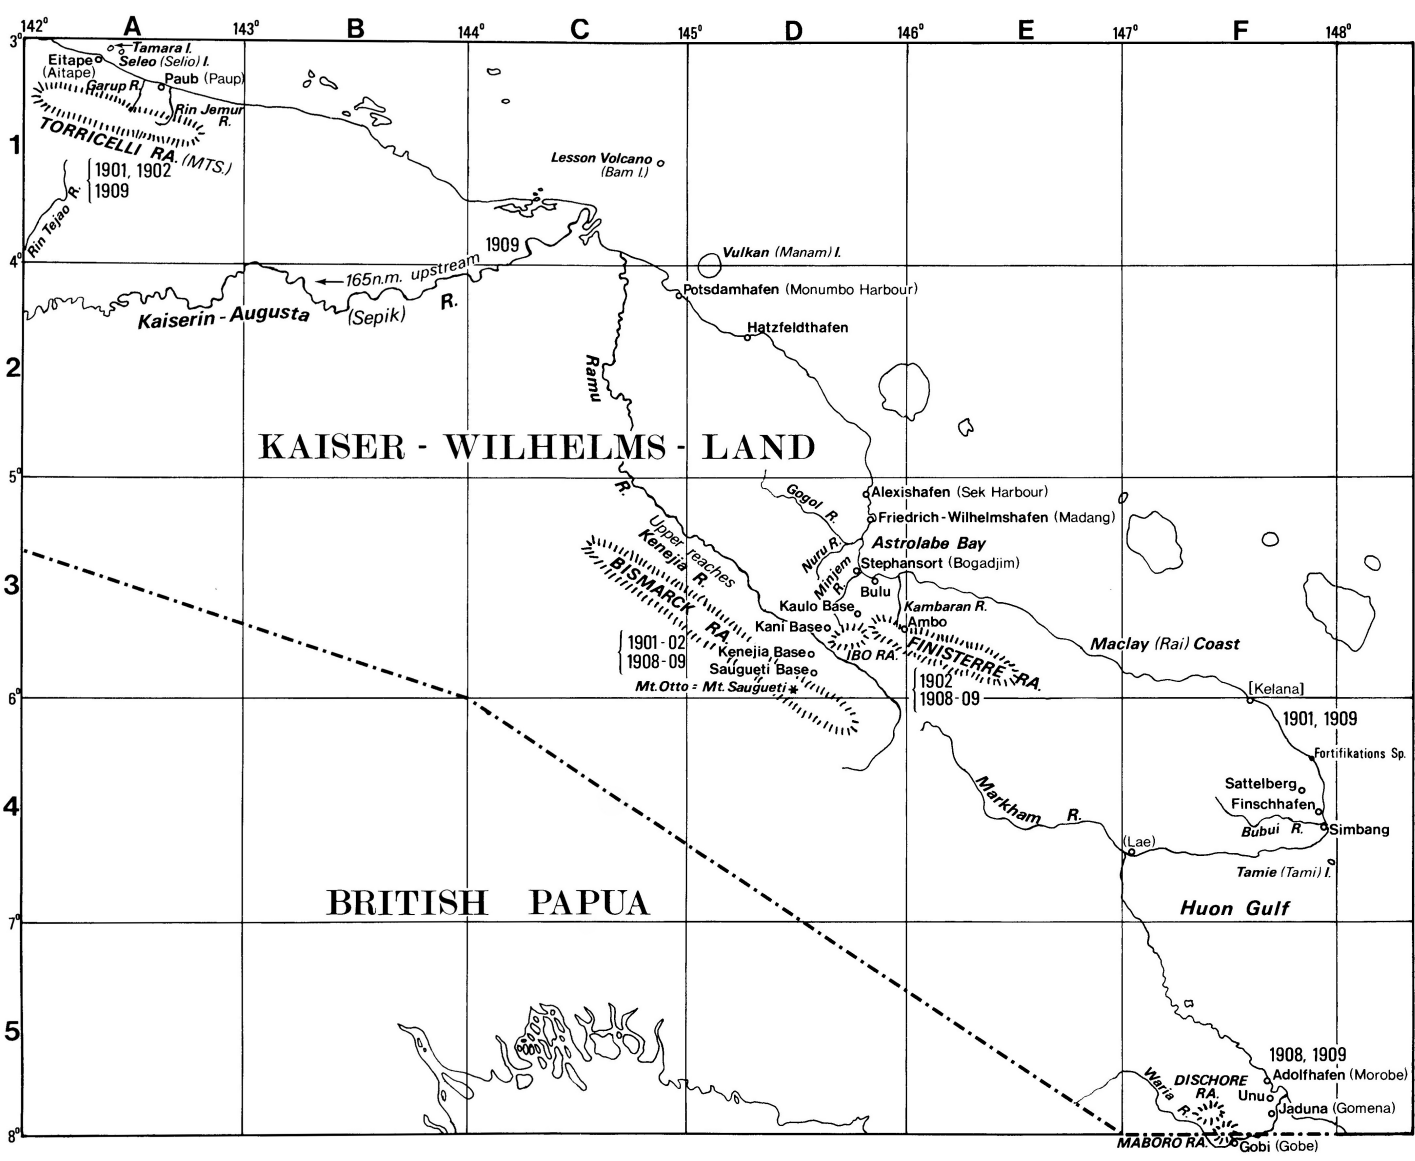 142° A 143° B 144° C 145° D 146° E 147° F 148°
3°
Tamara I.
Eitape
(Aitape)
Seleo (Selio) I.
Paub (Paup)
Garup R.
Rin Jemur
R.
TORRICELLI RA. (MTS.)
1
1901, 1902
1909
Rin Tejao R.
Lesson Volcano
(Bam I.)
1909
4°
Vulkan (Manam) I.
165n.m. upstream
Kaiserin-Augusta (Sepik) R.
Potsdamhafen (Monumbo Harbour)
Hatzfeldthafen
2
Ramu
R.
KAISER - WILHELMS - LAND
5°
Gogol R.
Alexishafen (Sek Harbour)
Friedrich-Wilhelmshafen (Madang)
Astrolabe Bay
Nuru R.
Minjem
R.
Stephansort (Bogadjim)
Bulu
Upper reaches
Kenejia R.
BISMARCK RA.
3
Kaulo Base
Kambaran R.
Kani Base
Ambo
1901-02
1908-09
Kenejia Base
IBO RA.
FINISTERRE RA.
Maclay (Rai) Coast
Saugueti Base
Mt.Otto = Mt.Saugueti
1902
1908-09
6°
[Kelana]
1901, 1909
Fortifikations Sp.
Sattelberg
Finschhafen
4
Markham R.
Bubui R.
Simbang
(Lae)
Tamie (Tami) I.
BRITISH PAPUA
Huon Gulf
7°
5
1908, 1909
Adolfhafen (Morobe)
Waria R.
DISCHORE
RA.
Unu
Jaduna (Gomena)
8°
MABORO RA.
Gobi (Gobe)